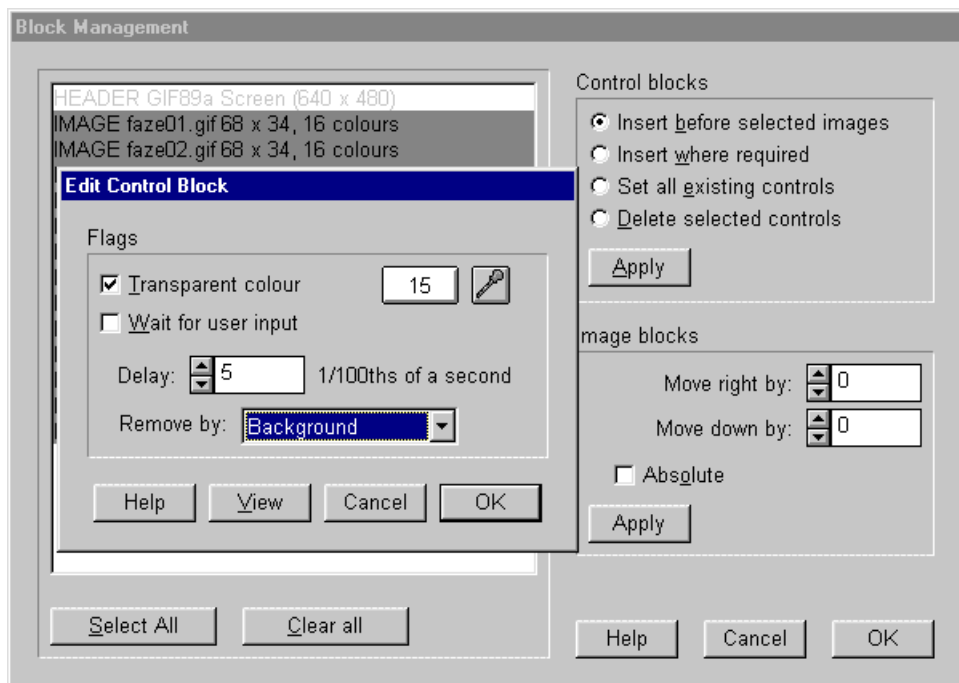 Block Management
HEADER GIF89a Screen (640 x 480)
IMAGE faze01.gif 68 x 34, 16 colours
IMAGE faze02.gif 68 x 34, 16 colours
Edit Control Block
Flags
Transparent colour 15
Wait for user input
Delay: 5 1/100ths of a second
Remove by: Background
Help View Cancel OK
Select All Clear all
Control blocks
Insert before selected images
Insert where required
Set all existing controls
Delete selected controls
Apply
mage blocks
Move right by: 0
Move down by: 0
Absolute
Apply
Help Cancel OK